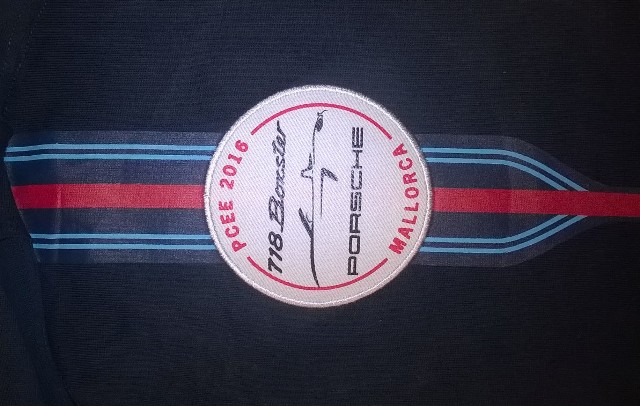 PCEE 2016
718 Boxster
PORSCHE
MALLORCA